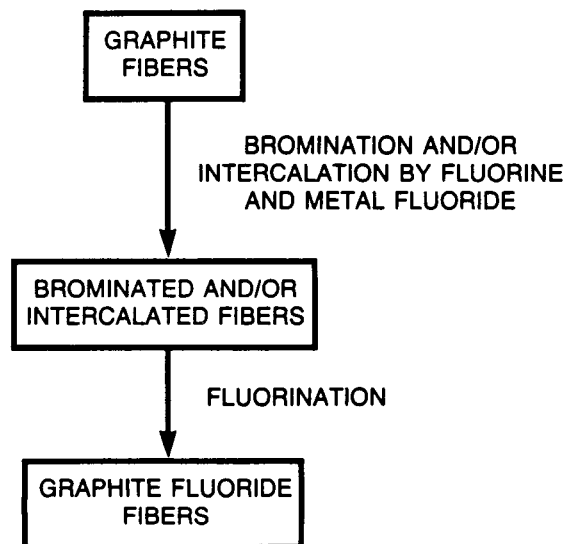 GRAPHITE
FIBERS
BROMINATION AND/OR
INTERCALATION BY FLUORINE
AND METAL FLUORIDE
BROMINATED AND/OR
INTERCALATED FIBERS
FLUORINATION
GRAPHITE FLUORIDE
FIBERS